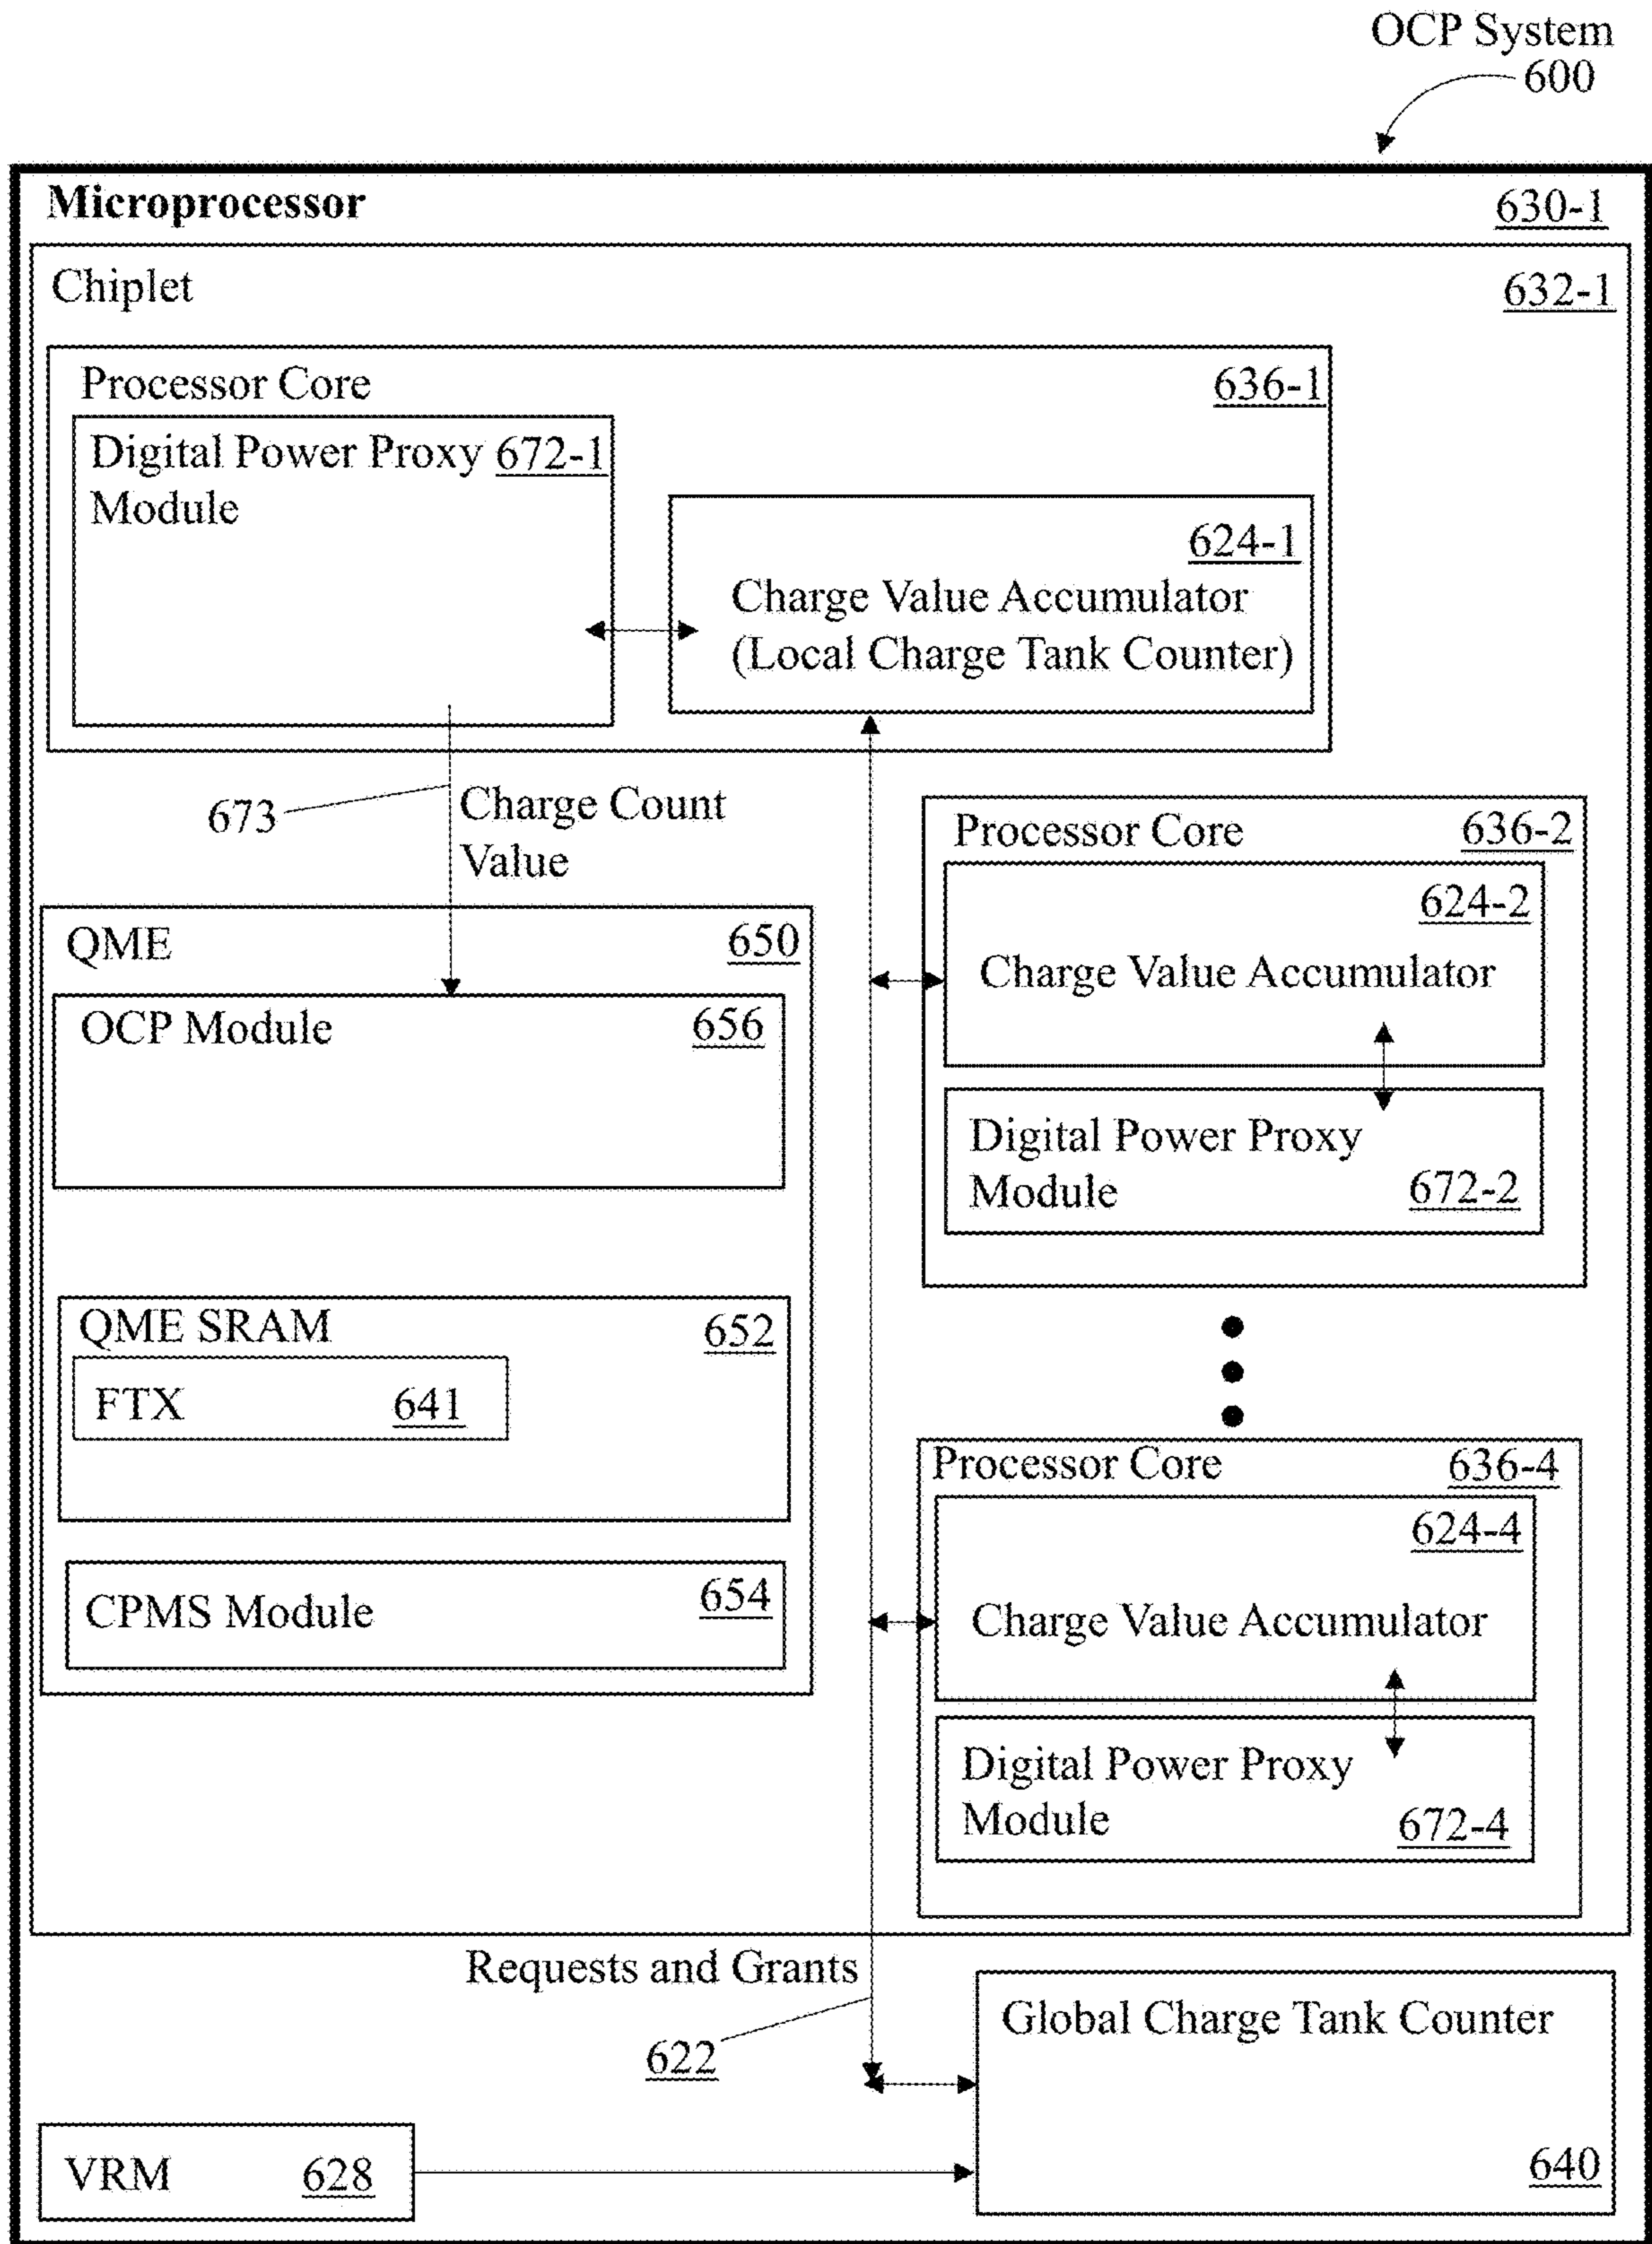 OCP System
600
Microprocessor 630-1
Chiplet 632-1
Processor Core 636-1
Digital Power Proxy 672-1
Module
624-1
Charge Value Accumulator
(Local Charge Tank Counter)
673
Charge Count
Value
Processor Core 636-2
624-2
Charge Value Accumulator
Digital Power Proxy
Module 672-2
QME 650
OCP Module 656
QME SRAM 652
FTX 641
CPMS Module 654
Processor Core 636-4
624-4
Charge Value Accumulator
Digital Power Proxy
Module 672-4
Requests and Grants
622
Global Charge Tank Counter
640
VRM 628